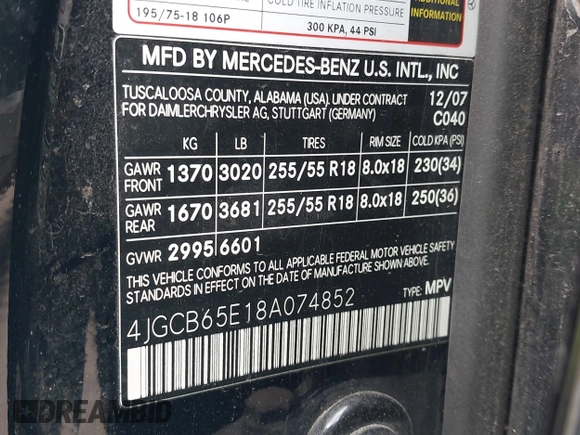 195/75-18 106P
COLD TIRE INFLATION PRESSURE
300 KPA, 44 PSI
ADDITIONAL
INFORMATION
MFD BY MERCEDES-BENZ U.S. INTL., INC
TUSCALOOSA COUNTY, ALABAMA (USA). UNDER CONTRACT 12/07
FOR DAIMLERCHRYSLER AG, STUTTGART (GERMANY) C040
KG LB TIRES RIM SIZE COLD KPA (PSI)
GAWR FRONT 1370 3020 255/55 R18 8.0x18 230(34)
GAWR REAR 1670 3681 255/55 R18 8.0x18 250(36)
GVWR 2995 6601
THIS VEHICLE CONFORMS TO ALL APPLICABLE FEDERAL MOTOR VEHICLE SAFETY
STANDARDS IN EFFECT ON THE DATE OF MANUFACTURE SHOWN ABOVE.
4JGCB65E18A074852 TYPE: MPV
DREAMBID